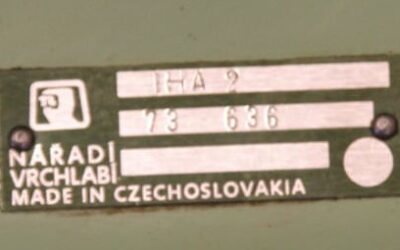 IHA 2
73 636
NÁŘADÍ
VRCHLABÍ
MADE IN CZECHOSLOVAKIA